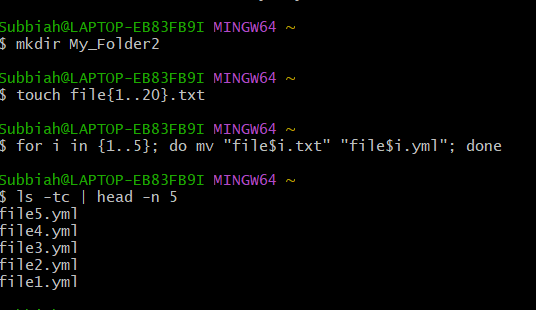 Subbiah@LAPTOP-EB83FB9I MINGW64 ~
$ mkdir My_Folder2
Subbiah@LAPTOP-EB83FB9I MINGW64 ~
$ touch file{1..20}.txt
Subbiah@LAPTOP-EB83FB9I MINGW64 ~
$ for i in {1..5}; do mv "file$i.txt" "file$i.yml"; done
Subbiah@LAPTOP-EB83FB9I MINGW64 ~
$ ls -tc | head -n 5
file5.yml
file4.yml
file3.yml
file2.yml
file1.yml